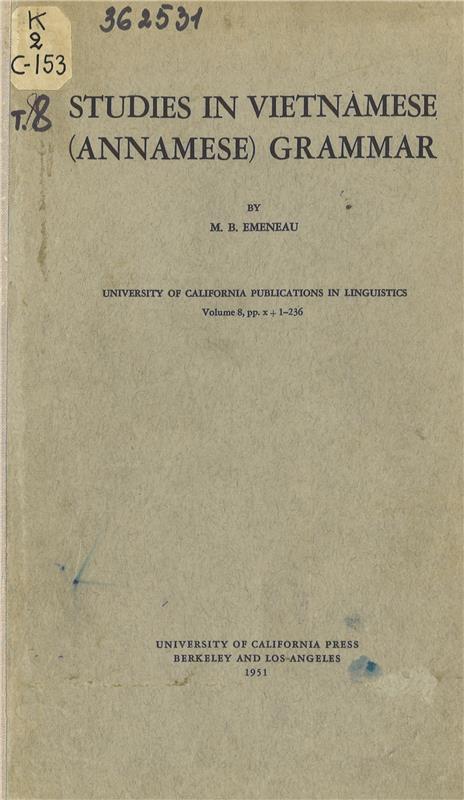 K
2
C-153
362531
T.8
STUDIES IN VIETNAMESE
(ANNAMESE) GRAMMAR
BY
M. B. EMENEAU
UNIVERSITY OF CALIFORNIA PUBLICATIONS IN LINGUISTICS
Volume 8, pp. x + 1–236
UNIVERSITY OF CALIFORNIA PRESS
BERKELEY AND LOS ANGELES
1951